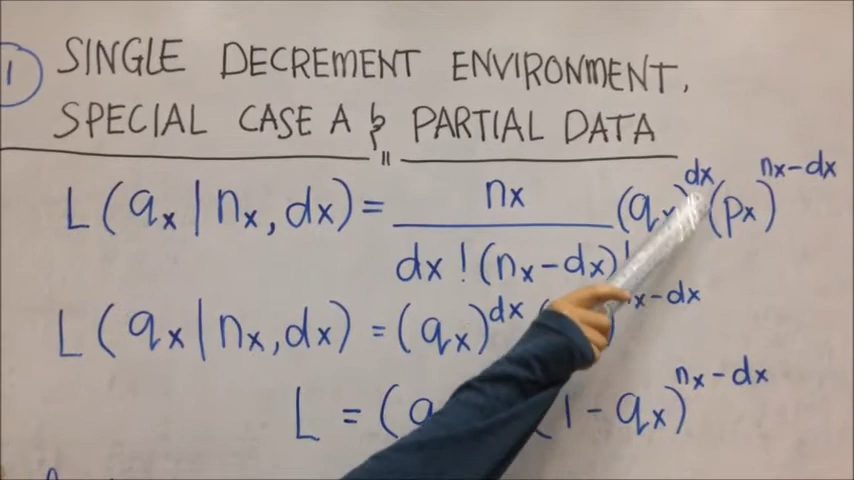 1 SINGLE DECREMENT ENVIRONMENT,
SPECIAL CASE A & PARTIAL DATA
L(qx|nx,dx)= nx / dx!(nx-dx)! (qx)^dx (px)^nx-dx
L(qx|nx,dx) = (qx)^dx ( )^x-dx
L = (q (1-qx)^nx-dx